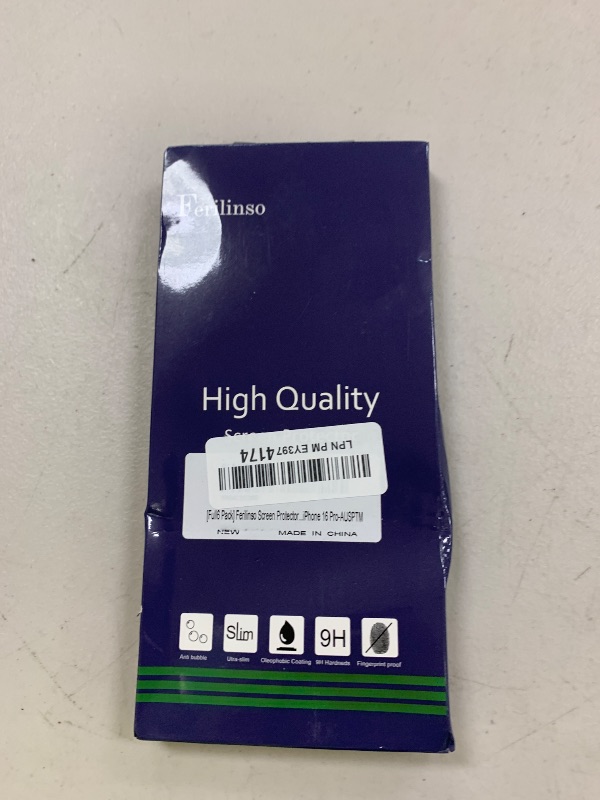 Ferilinso
High Quality
LPN PM EY3974174
[Full6 Pack] Ferilinso Screen Protector...iPhone 16 Pro-AUSPTM
NEW MADE IN CHINA
Slim
9H
Anti bubble
Ultra-slim
Oleophobic Coating
9H Hardnwds
Fingerprint proof